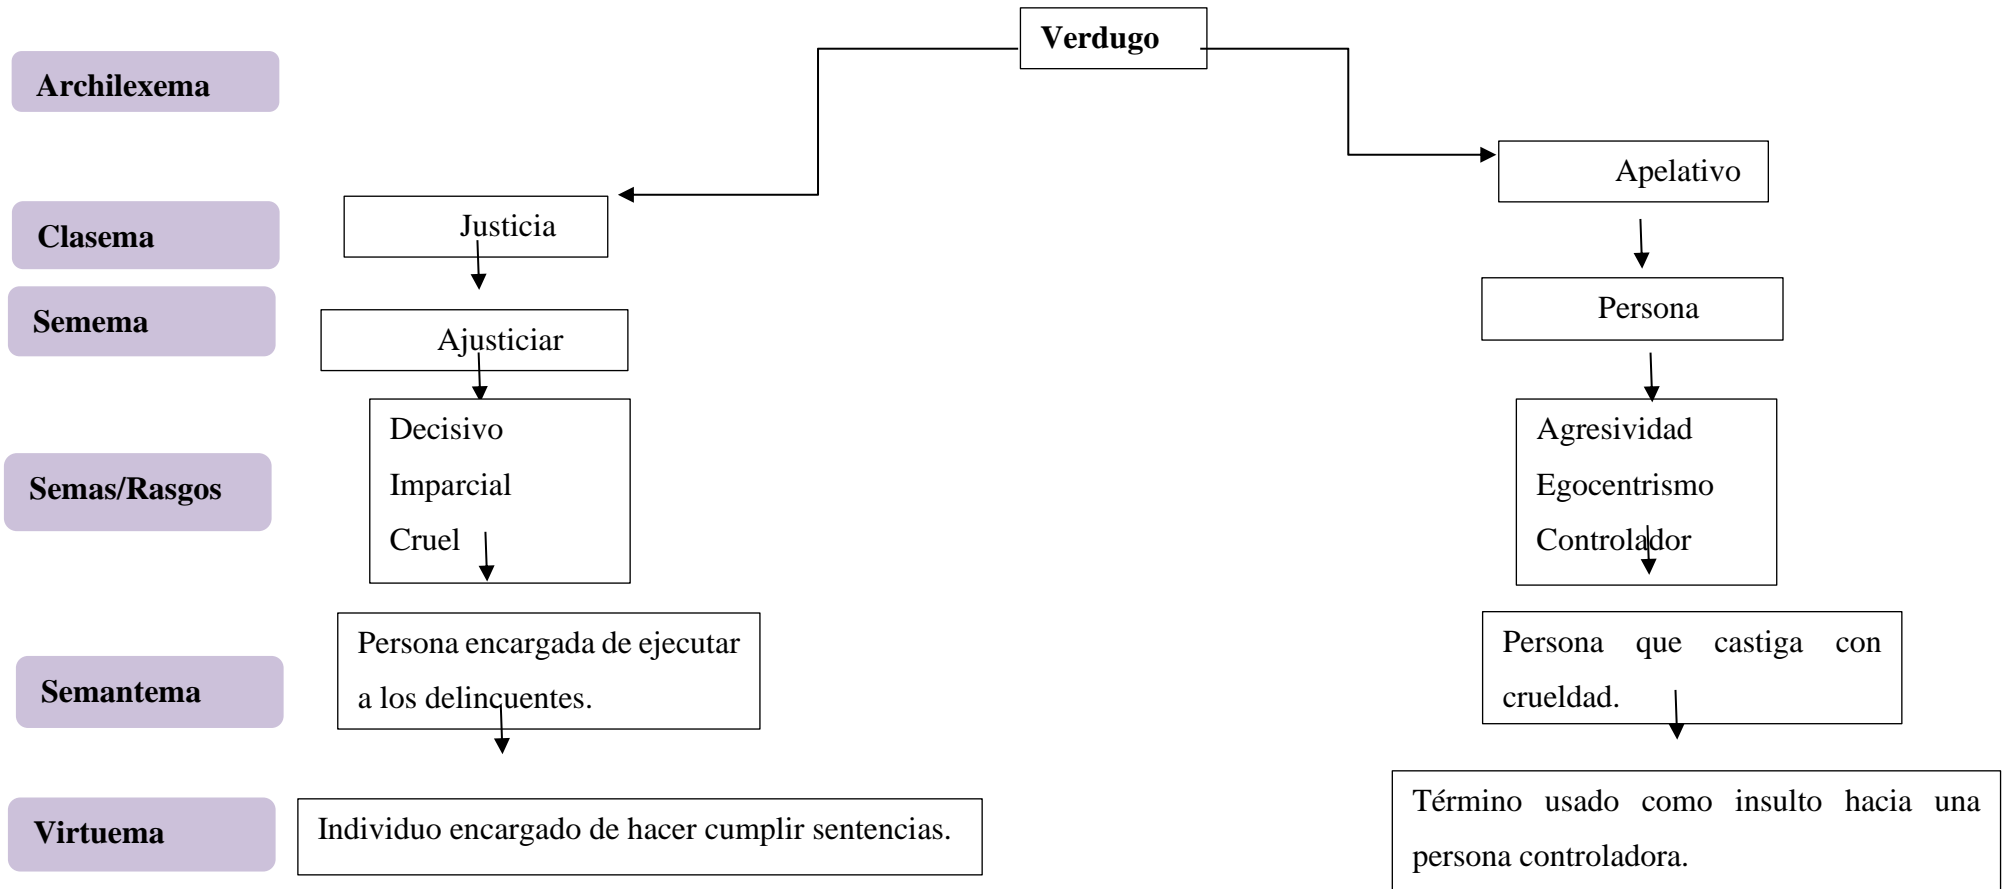 Verdugo
Archilexema
Apelativo
Clasema
Justicia
Semema
Ajusticiar
Persona
Semas/Rasgos
Decisivo
Imparcial
Cruel
Agresividad
Egocentrismo
Controlador
Semantema
Persona encargada de ejecutar
a los delincuentes.
Persona que castiga con
crueldad.
Virtuema
Individuo encargado de hacer cumplir sentencias.
Término usado como insulto hacia una
persona controladora.